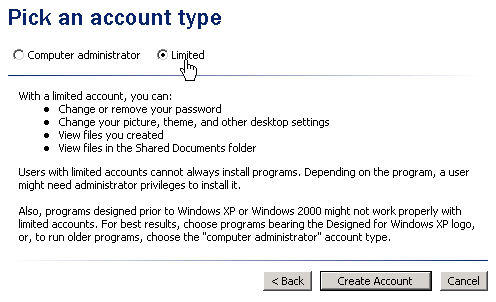 Pick an account type
Computer administrator Limited
With a limited account, you can:
• Change or remove your password
• Change your picture, theme, and other desktop settings
• View files you created
• View files in the Shared Documents folder
Users with limited accounts cannot always install programs. Depending on the program, a user
might need administrator privileges to install it.
Also, programs designed prior to Windows XP or Windows 2000 might not work properly with
limited accounts. For best results, choose programs bearing the Designed for Windows XP logo,
or, to run older programs, choose the "computer administrator" account type.
< Back Create Account Cancel